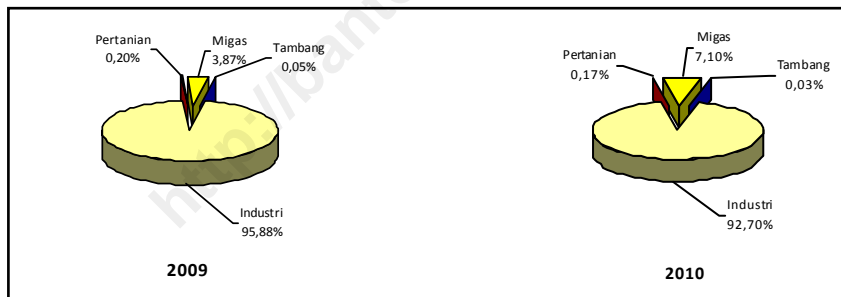 Pertanian
0,20%
Migas
3,87%
Tambang
0,05%
Industri
95,88%
2009
Pertanian
0,17%
Migas
7,10%
Tambang
0,03%
Industri
92,70%
2010